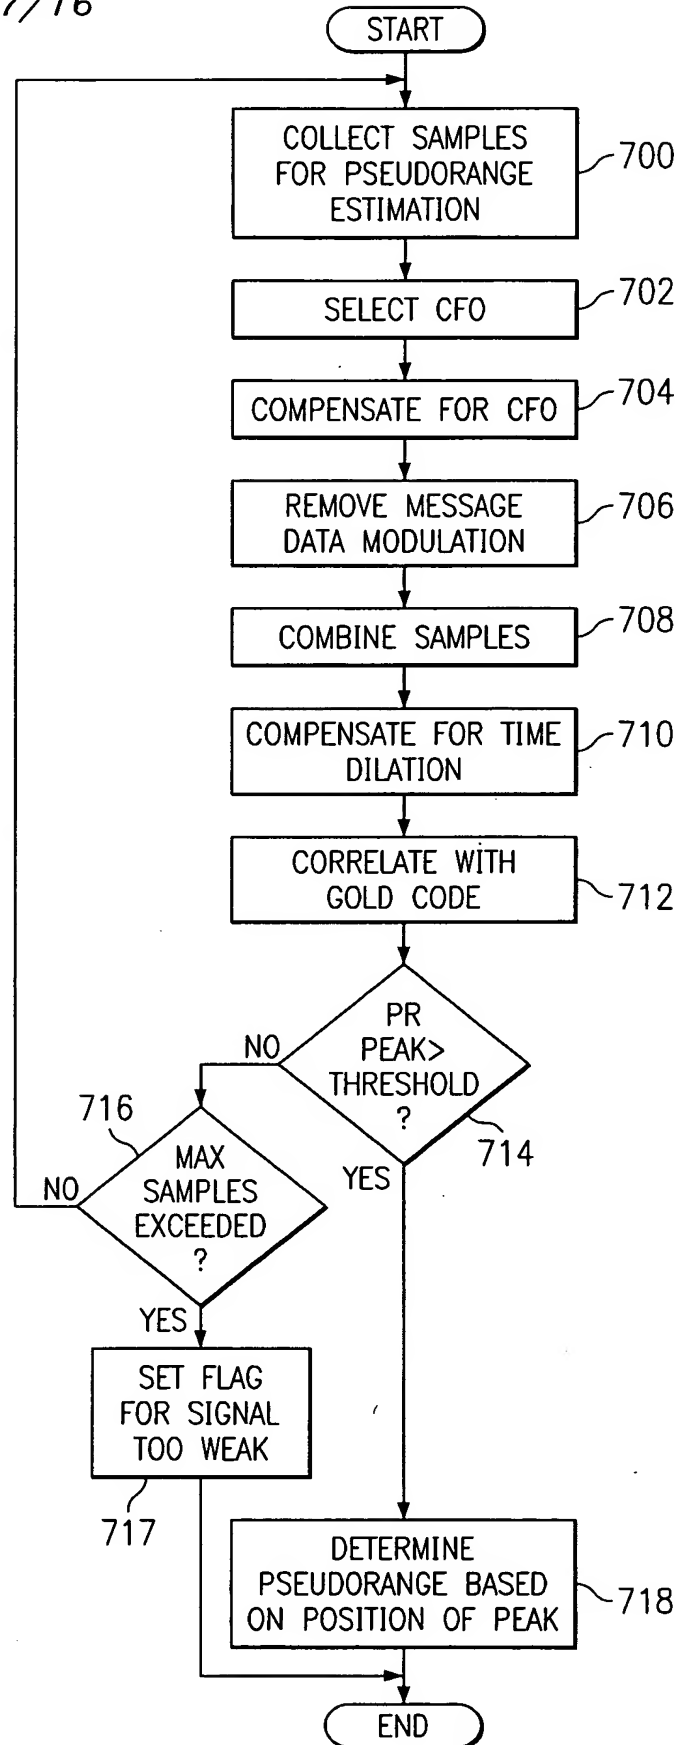 7/16
START
COLLECT SAMPLES
FOR PSEUDORANGE
ESTIMATION
700
SELECT CFO
702
COMPENSATE FOR CFO
704
REMOVE MESSAGE
DATA MODULATION
706
COMBINE SAMPLES
708
COMPENSATE FOR TIME
DILATION
710
CORRELATE WITH
GOLD CODE
712
PR
PEAK>
THRESHOLD
?
714
NO
YES
716
MAX
SAMPLES
EXCEEDED
?
NO
YES
SET FLAG
FOR SIGNAL
TOO WEAK
717
DETERMINE
PSEUDORANGE BASED
ON POSITION OF PEAK
718
END